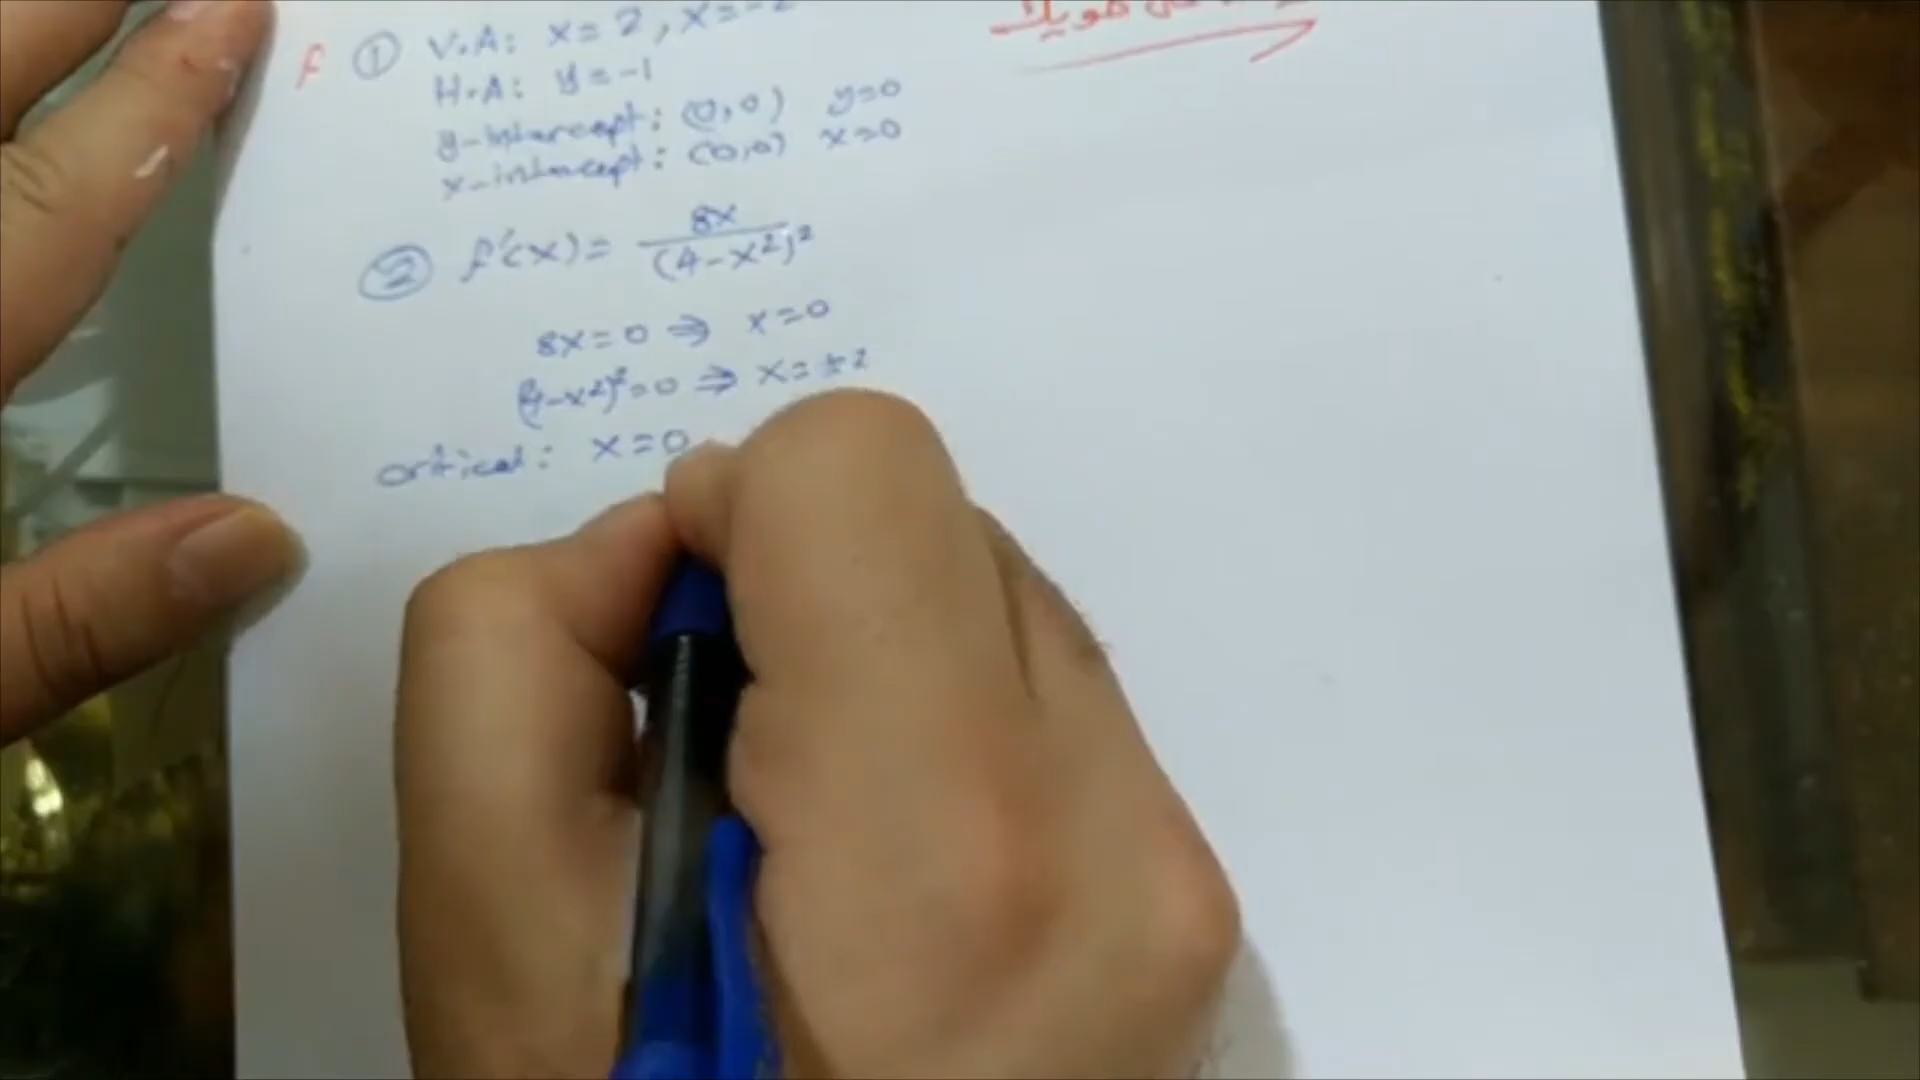 f ① V.A: x = 2, x = -2
H.A: y = -1
y-intercept: (0,0) y=0
x-intercept: (0,0) x=0
② f'(x) = 8x / (4-x²)²
8x = 0 ⇒ x = 0
(4-x²)² = 0 ⇒ x = ±2
critical: x = 0